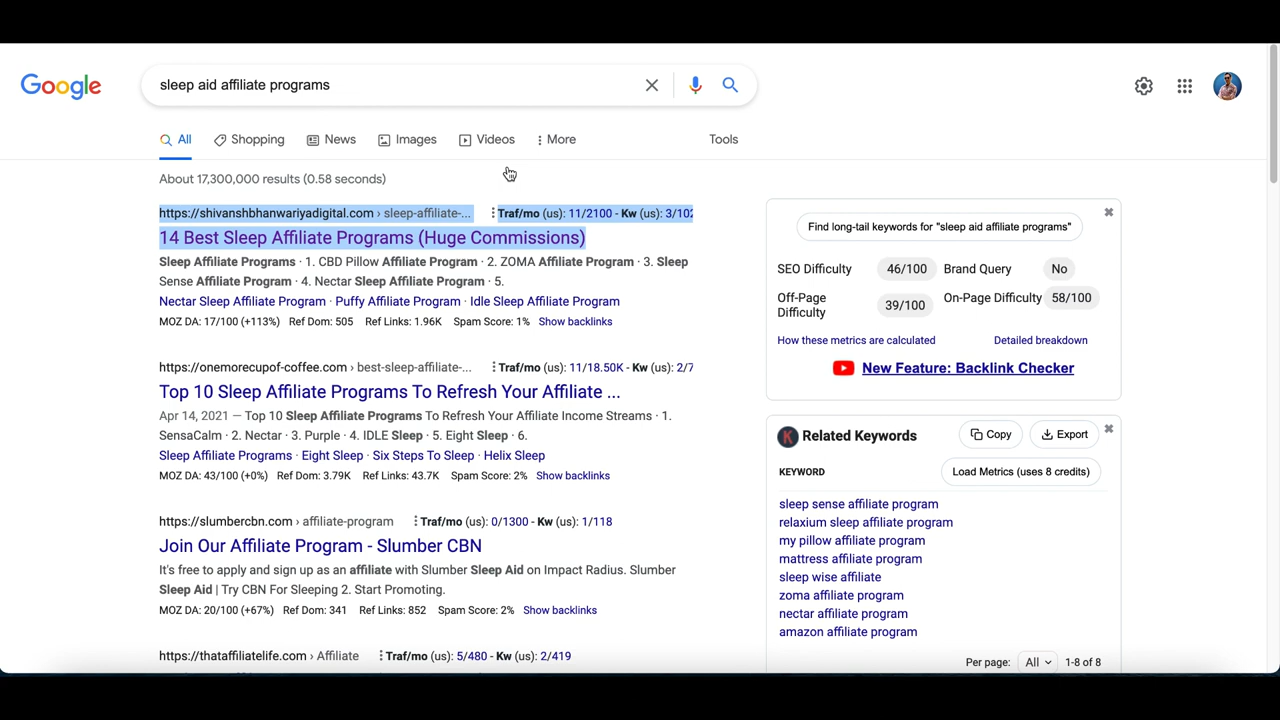 Google
sleep aid affiliate programs
All
Shopping
News
Images
Videos
More
Tools
About 17,300,000 results (0.58 seconds)
https://shivanshbhanwariyadigital.com › sleep-affiliate-... Traf/mo (us): 11/2100 - Kw (us): 3/102
14 Best Sleep Affiliate Programs (Huge Commissions)
Sleep Affiliate Programs · 1. CBD Pillow Affiliate Program · 2. ZOMA Affiliate Program · 3. Sleep
Sense Affiliate Program · 4. Nectar Sleep Affiliate Program · 5.
Nectar Sleep Affiliate Program · Puffy Affiliate Program · Idle Sleep Affiliate Program
MOZ DA: 17/100 (+113%) Ref Dom: 505 Ref Links: 1.96K Spam Score: 1% Show backlinks
https://onemorecupof-coffee.com › best-sleep-affiliate-... Traf/mo (us): 11/18.50K - Kw (us): 2/7
Top 10 Sleep Affiliate Programs To Refresh Your Affiliate ...
Apr 14, 2021 — Top 10 Sleep Affiliate Programs To Refresh Your Affiliate Income Streams · 1.
SensaCalm · 2. Nectar · 3. Purple · 4. IDLE Sleep · 5. Eight Sleep · 6.
Sleep Affiliate Programs · Eight Sleep · Six Steps To Sleep · Helix Sleep
MOZ DA: 43/100 (+0%) Ref Dom: 3.79K Ref Links: 43.7K Spam Score: 2% Show backlinks
https://slumbercbn.com › affiliate-program Traf/mo (us): 0/1300 - Kw (us): 1/118
Join Our Affiliate Program - Slumber CBN
It's free to apply and sign up as an affiliate with Slumber Sleep Aid on Impact Radius. Slumber
Sleep Aid | Try CBN For Sleeping 2. Start Promoting.
MOZ DA: 20/100 (+67%) Ref Dom: 341 Ref Links: 852 Spam Score: 2% Show backlinks
https://thataffiliatelife.com › Affiliate Traf/mo (us): 5/480 - Kw (us): 2/419
Find long-tail keywords for "sleep aid affiliate programs"
SEO Difficulty 46/100 Brand Query No
Off-Page
Difficulty 39/100 On-Page Difficulty 58/100
How these metrics are calculated Detailed breakdown
New Feature: Backlink Checker
K Related Keywords Copy Export
KEYWORD Load Metrics (uses 8 credits)
sleep sense affiliate program
relaxium sleep affiliate program
my pillow affiliate program
mattress affiliate program
sleep wise affiliate
zoma affiliate program
nectar affiliate program
amazon affiliate program
Per page: All 1-8 of 8